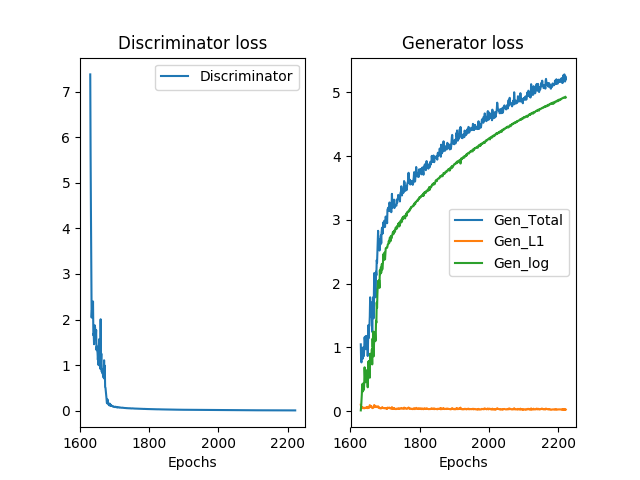 Discriminator loss
Discriminator
7
6
5
4
3
2
1
0
1600 1800 2000 2200
Epochs
Generator loss
Gen_Total
Gen_L1
Gen_log
5
4
3
2
1
0
1600 1800 2000 2200
Epochs